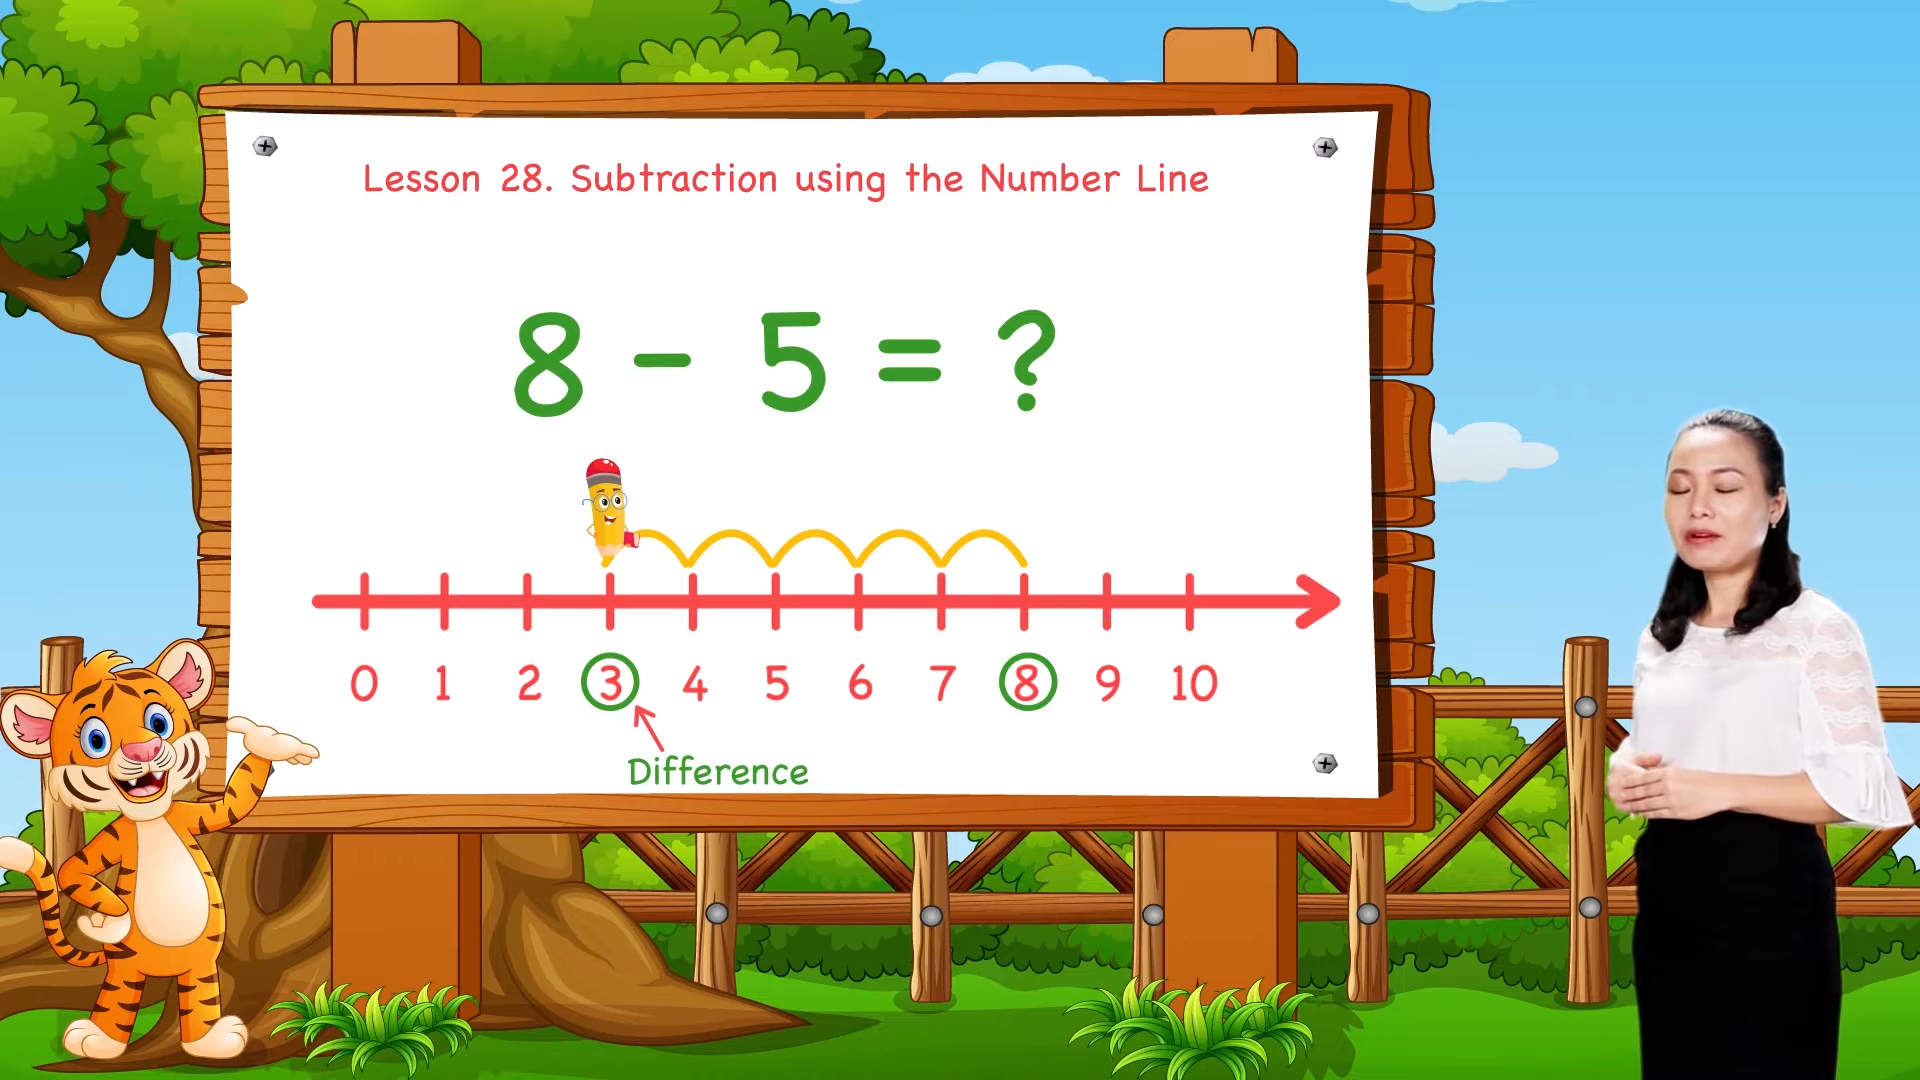 Lesson 28. Subtraction using the Number Line
8 - 5 = ?
0 1 2 3 4 5 6 7 8 9 10
Difference